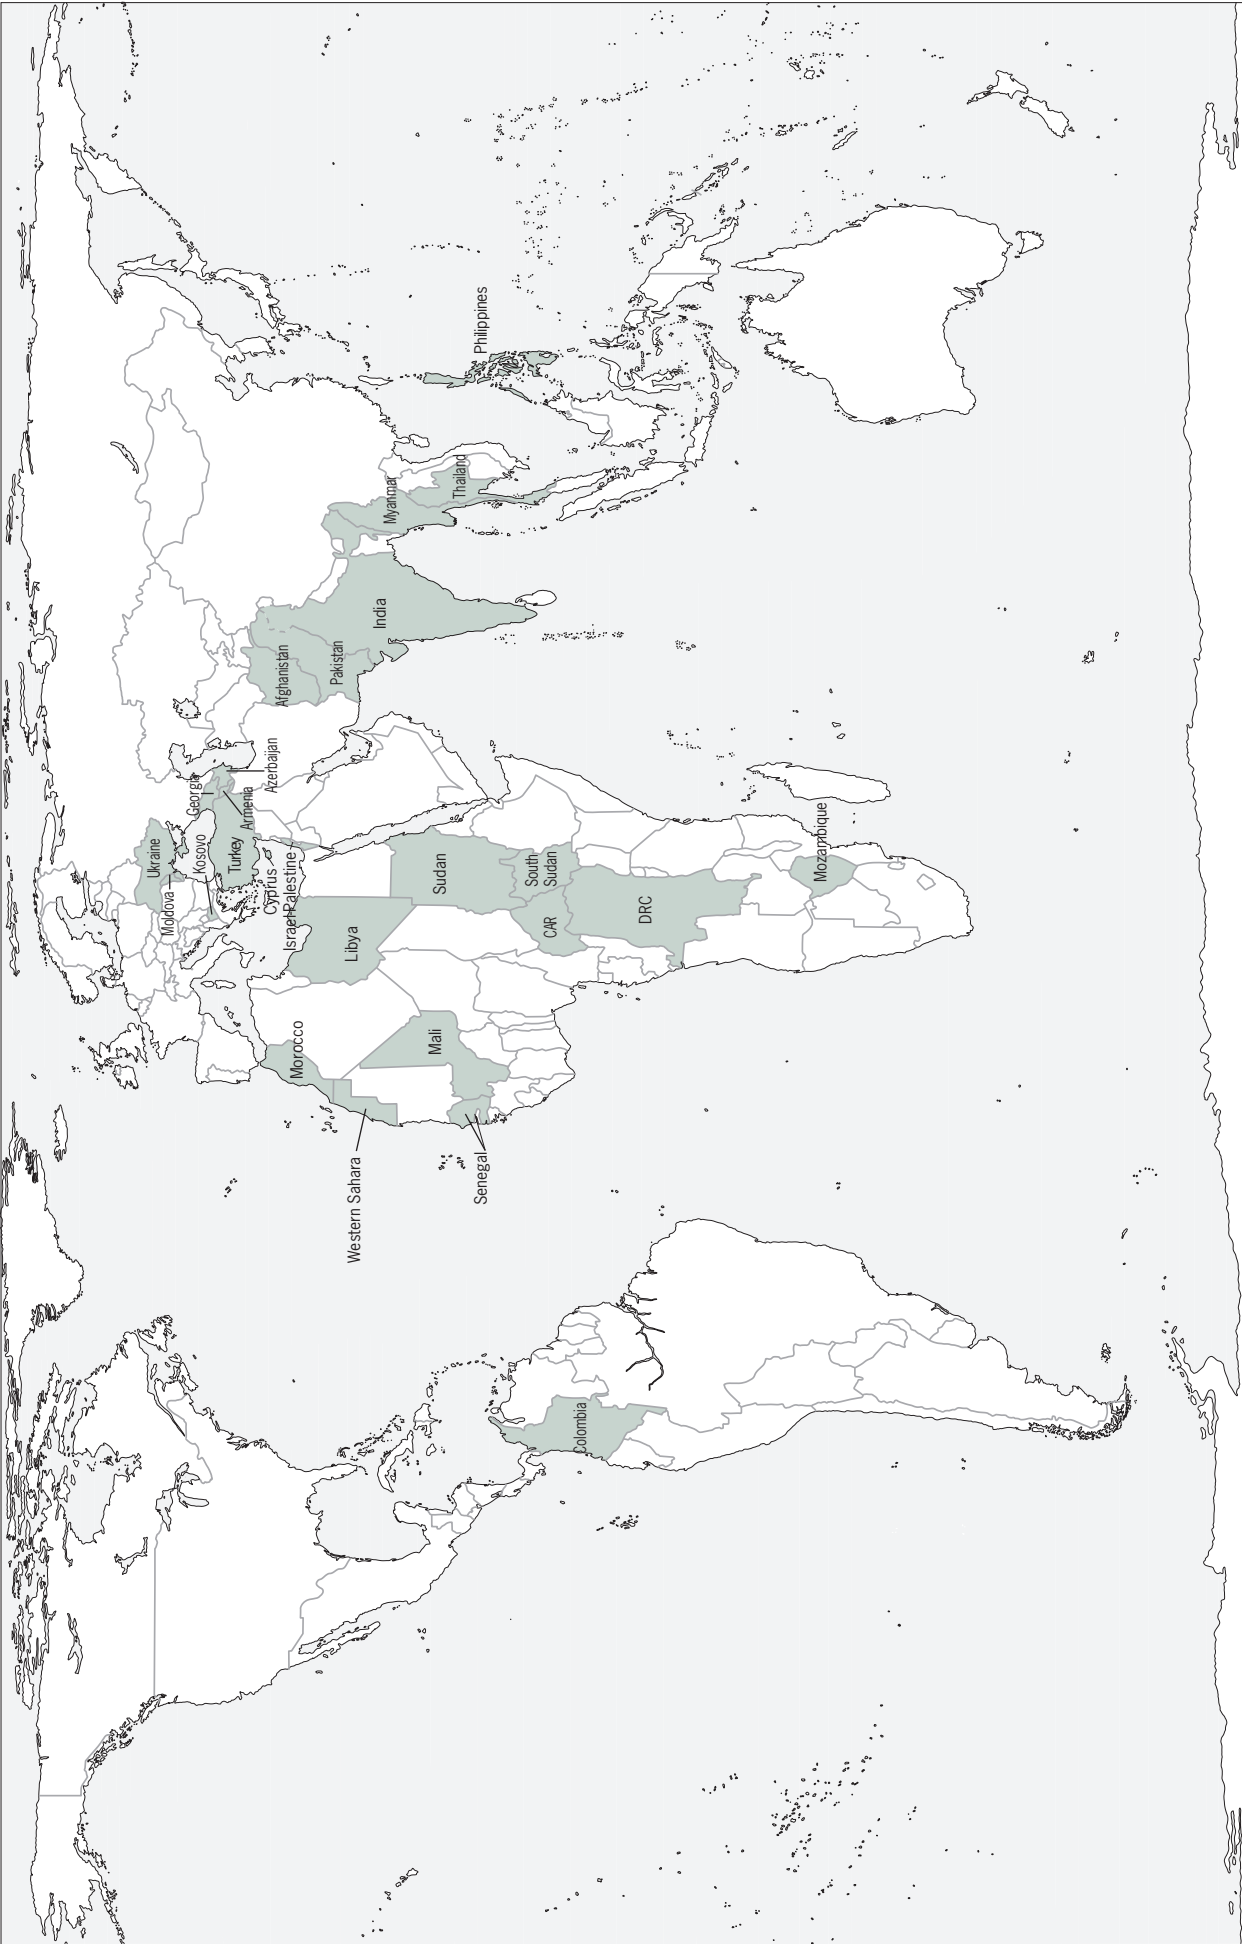 Ukraine
Moldova
Kosovo
Georgia
Armenia
Azerbaijan
Turkey
Cyprus
Israel-Palestine
Afghanistan
Pakistan
India
Myanmar
Thailand
Philippines
Morocco
Western Sahara
Senegal
Mali
Libya
Sudan
South
Sudan
CAR
DRC
Mozambique
Colombia